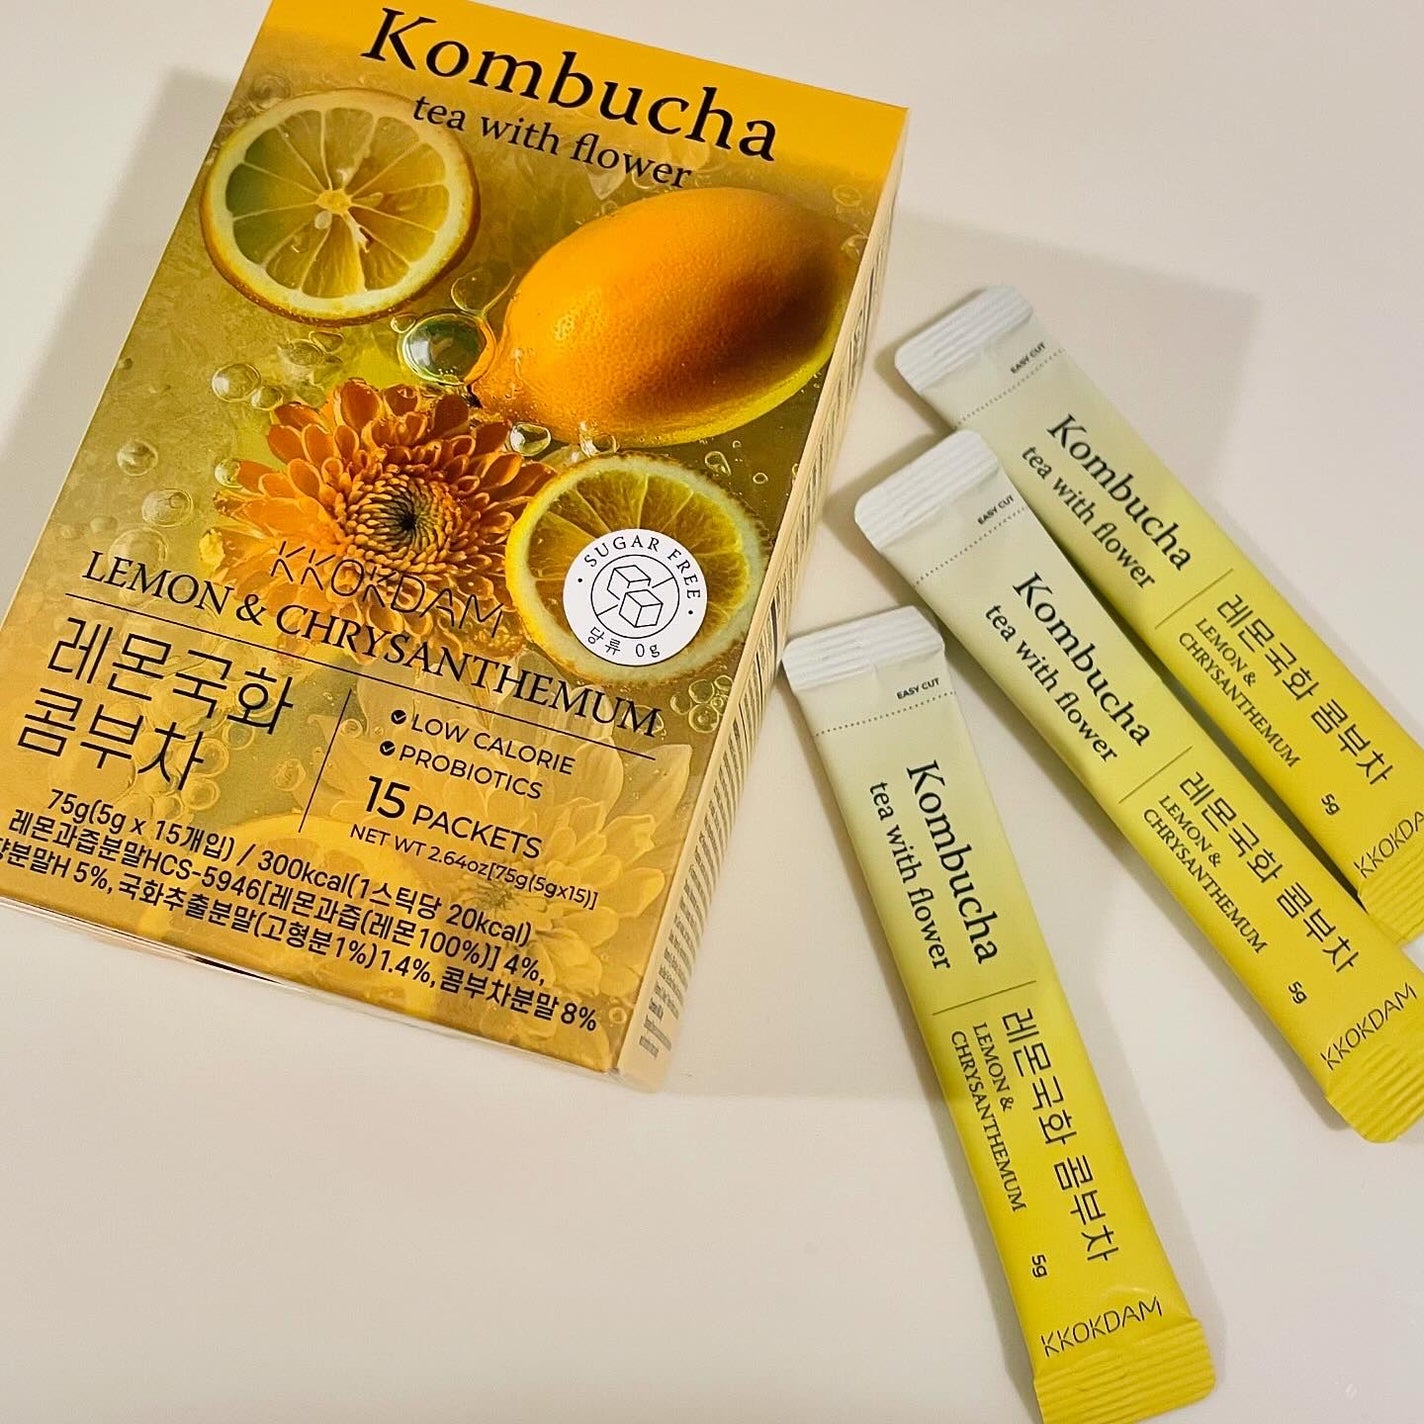 Kombucha
tea with flower
SUGAR FREE
당류 0g
KKOKDAM
LEMON & CHRYSANTHEMUM
레몬국화
콤부차
LOW CALORIE
PROBIOTICS
15 PACKETS
NET WT 2.64oz[75g(5gx15)]
75g(5g x 15개입) / 300kcal(1스틱당 20kcal)
레몬과즙분말HCS-5946[레몬과즙(레몬100%)] 4%,
향분말H 5%, 국화추출분말(고형분1%)1.4%, 콤부차분말 8%
EASY CUT
Kombucha
tea with flower
레몬국화 콤부차
LEMON &
CHRYSANTHEMUM
5g
KKOKDA
EASY CUT
Kombucha
tea with flower
레몬국화 콤부차
LEMON &
CHRYSANTHEMUM
5g
KKOKDAM
EASY CUT
Kombucha
tea with flower
레몬국화 콤부차
LEMON &
CHRYSANTHEMUM
5g
KKOKDAM